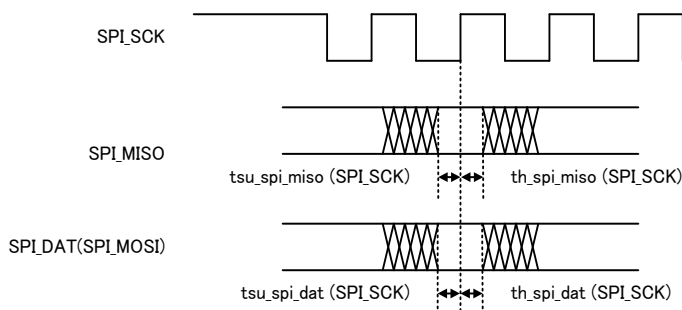 SPI_SCK
SPI_MISO
tsu_spi_miso (SPI_SCK) th_spi_miso (SPI_SCK)
SPI_DAT(SPI_MOSI)
tsu_spi_dat (SPI_SCK) th_spi_dat (SPI_SCK)